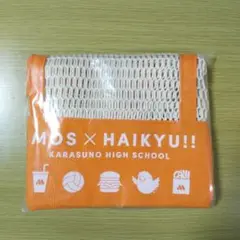 MOS × HAIKYU!!
KARASUNO HIGH SCHOOL